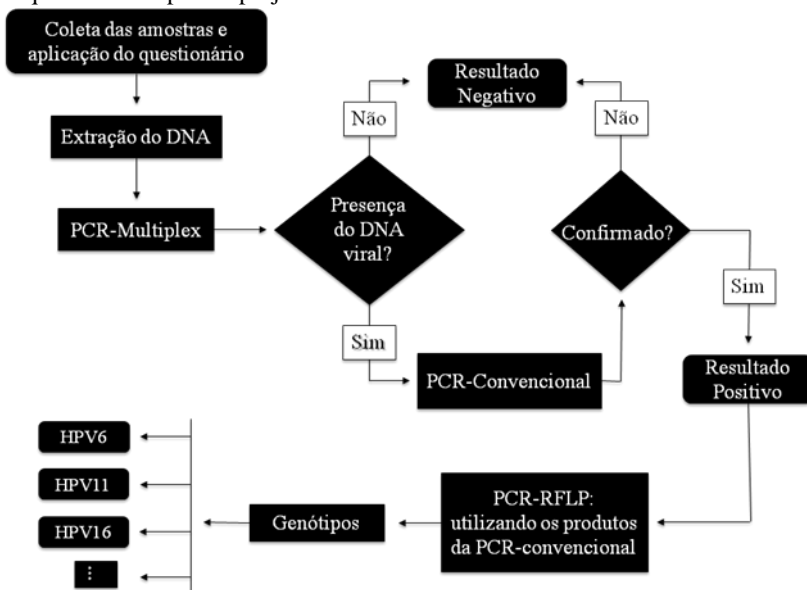 Coleta das amostras e
aplicação do questionário
Extração do DNA
PCR-Multiplex
Presença
do DNA
viral?
Não
Resultado
Negativo
Não
Confirmado?
Sim
PCR-Convencional
Sim
Resultado
Positivo
PCR-RFLP:
utilizando os produtos
da PCR-convencional
Genótipos
HPV6
HPV11
HPV16
⋮